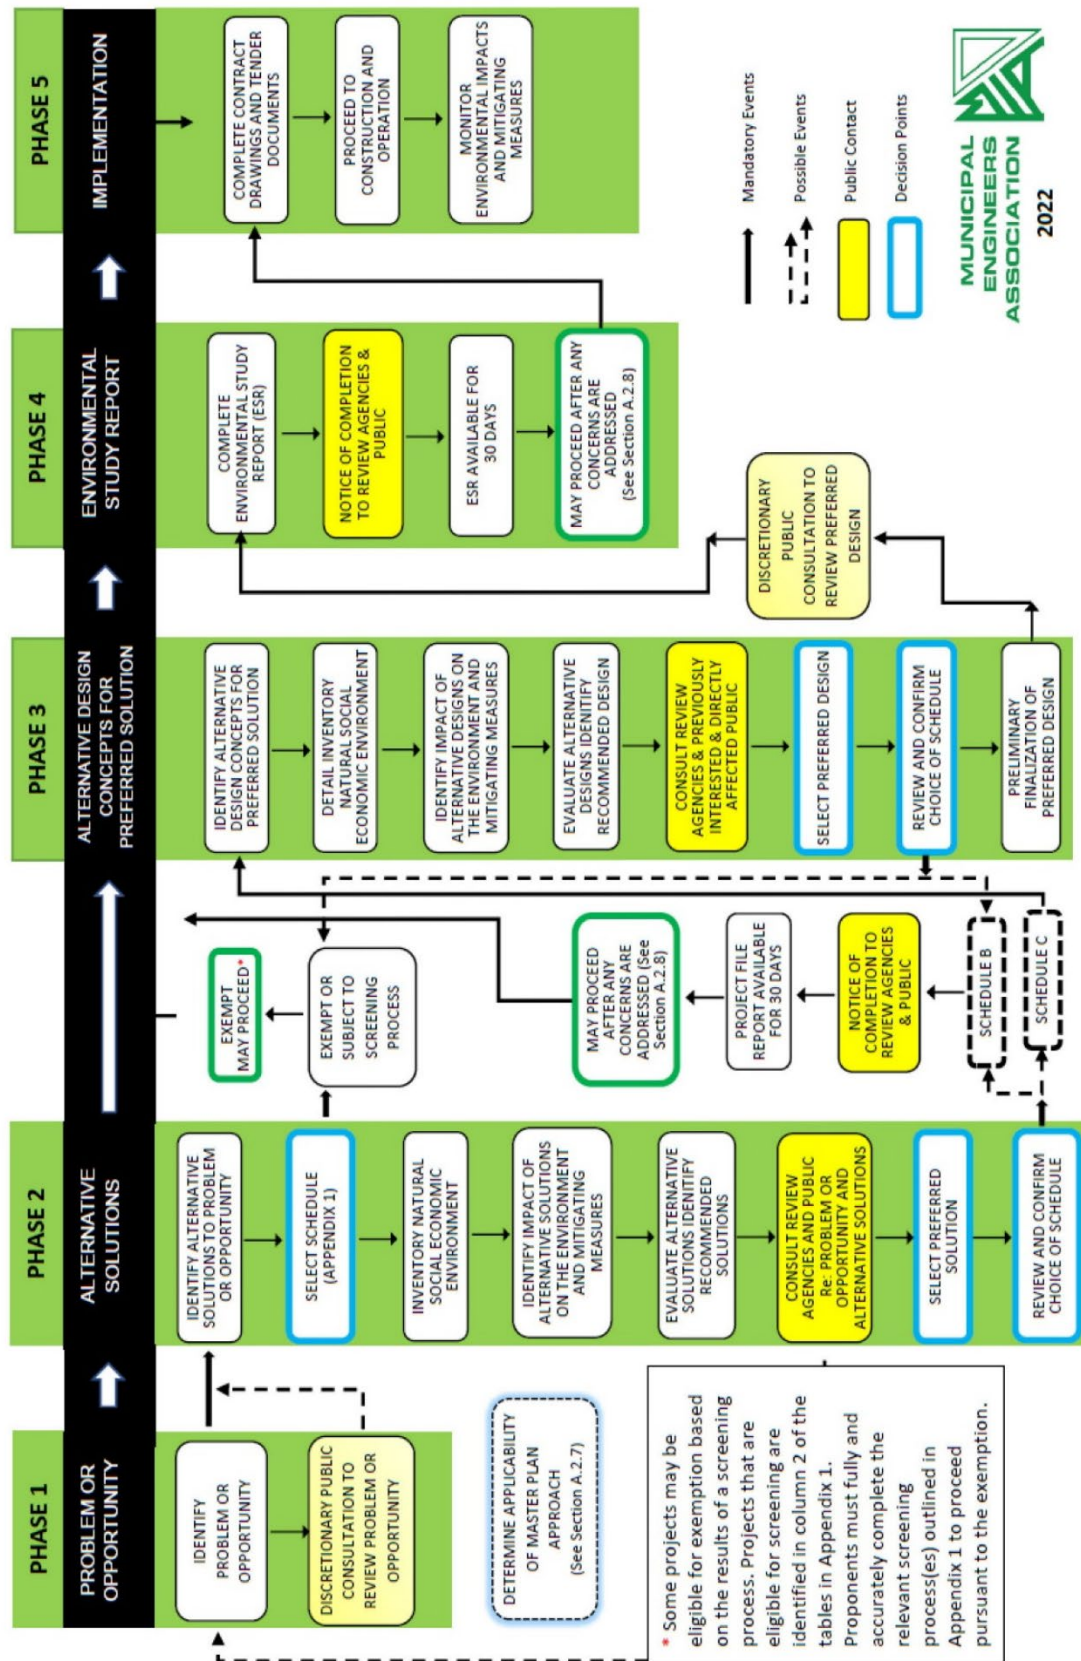 PHASE 1
PROBLEM OR
OPPORTUNITY
IDENTIFY
PROBLEM OR
OPPORTUNITY
DISCRETIONARY PUBLIC
CONSULTATION TO
REVIEW PROBLEM OR
OPPORTUNITY
DETERMINE APPLICABILITY
OF MASTER PLAN
APPROACH
(See Section A.2.7)
* Some projects may be
eligible for exemption based
on the results of a screening
process. Projects that are
eligible for screening are
identified in column 2 of the
tables in Appendix 1.
Proponents must fully and
accurately complete the
relevant screening
process(es) outlined in
Appendix 1 to proceed
pursuant to the exemption.
PHASE 2
ALTERNATIVE
SOLUTIONS
IDENTIFY ALTERNATIVE
SOLUTIONS TO PROBLEM
OR OPPORTUNITY
SELECT SCHEDULE
(APPENDIX 1)
INVENTORY NATURAL
SOCIAL ECONOMIC
ENVIRONMENT
IDENTIFY IMPACT OF
ALTERNATIVE SOLUTIONS
ON THE ENVIRONMENT
AND MITIGATING
MEASURES
EVALUATE ALTERNATIVE
SOLUTIONS IDENTIFY
RECOMMENDED
SOLUTIONS
CONSULT REVIEW
AGENCIES AND PUBLIC
Re: PROBLEM OR
OPPORTUNITY AND
ALTERNATIVE SOLUTIONS
SELECT PREFERRED
SOLUTION
REVIEW AND CONFIRM
CHOICE OF SCHEDULE
EXEMPT
MAY PROCEED*
EXEMPT OR
SUBJECT TO
SCREENING
PROCESS
MAY PROCEED
AFTER ANY
CONCERNS ARE
ADDRESSED (See
Section A.2.8)
PROJECT FILE
REPORT AVAILABLE
FOR 30 DAYS
NOTICE OF
COMPLETION TO
REVIEW AGENCIES
& PUBLIC
SCHEDULE B
SCHEDULE C
PHASE 3
ALTERNATIVE DESIGN
CONCEPTS FOR
PREFERRED SOLUTION
IDENTIFY ALTERNATIVE
DESIGN CONCEPTS FOR
PREFERRED SOLUTION
DETAIL INVENTORY
NATURAL SOCIAL
ECONOMIC ENVIRONMENT
IDENTIFY IMPACT OF
ALTERNATIVE DESIGNS ON
THE ENVIRONMENT AND
MITIGATING MEASURES
EVALUATE ALTERNATIVE
DESIGNS IDENITIFY
RECOMMENDED DESIGN
CONSULT REVIEW
AGENCIES & PREVIOUSLY
INTERESTED & DIRECTLY
AFFECTED PUBLIC
SELECT PREFERRED DESIGN
REVIEW AND CONFIRM
CHOICE OF SCHEDULE
PRELIMINARY
FINALIZATION OF
PREFERRED DESIGN
DISCRETIONARY
PUBLIC
CONSULTATION TO
REVIEW PREFERRED
DESIGN
PHASE 4
ENVIRONMENTAL
STUDY REPORT
COMPLETE
ENVIRONMENTAL STUDY
REPORT (ESR)
NOTICE OF COMPLETION
TO REVIEW AGENCIES &
PUBLIC
ESR AVAILABLE FOR
30 DAYS
MAY PROCEED AFTER ANY
CONCERNS ARE
ADDRESSED
(See Section A.2.8)
PHASE 5
IMPLEMENTATION
COMPLETE CONTRACT
DRAWINGS AND TENDER
DOCUMENTS
PROCEED TO
CONSTRUCTION AND
OPERATION
MONITOR
ENVIRONMENTAL IMPACTS
AND MITIGATING
MEASURES
Mandatory Events
Possible Events
Public Contact
Decision Points
MUNICIPAL
ENGINEERS
ASSOCIATION
2022